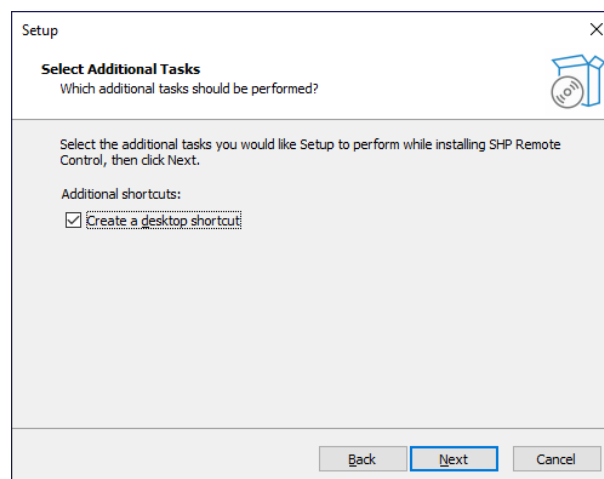 Setup
Select Additional Tasks
Which additional tasks should be performed?
Select the additional tasks you would like Setup to perform while installing SHP Remote
Control, then click Next.
Additional shortcuts:
Create a desktop shortcut
Back Next Cancel